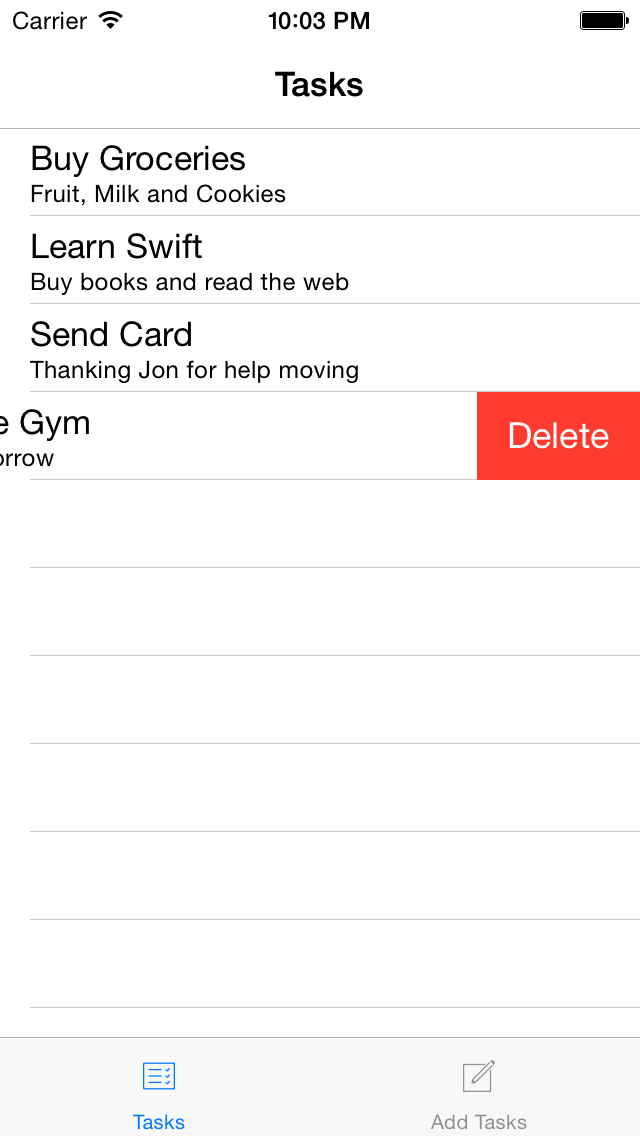 Carrier 10:03 PM
Tasks
Buy Groceries
Fruit, Milk and Cookies
Learn Swift
Buy books and read the web
Send Card
Thanking Jon for help moving
e Gym
Delete
orrow
Tasks
Add Tasks